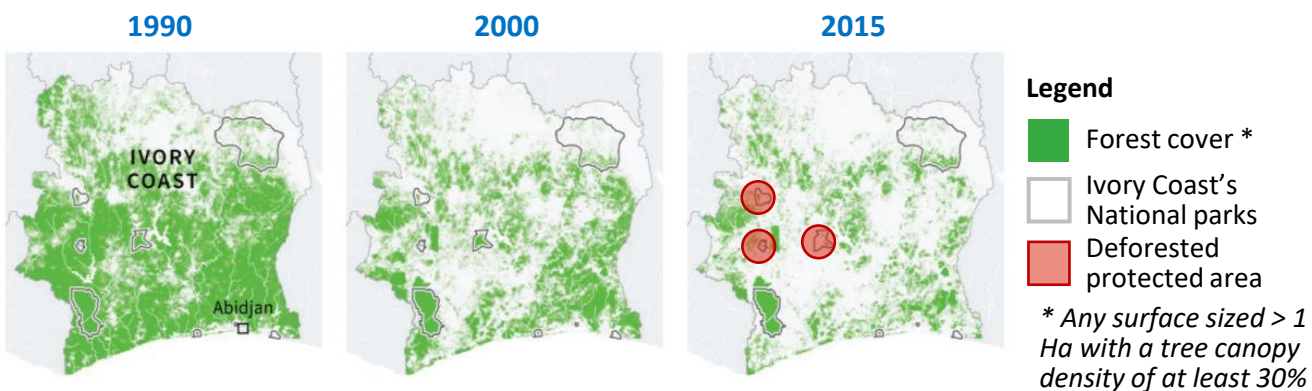 1990
2000
2015
IVORY
COAST
Abidjan
Legend
Forest cover *
Ivory Coast's
National parks
Deforested
protected area
* Any surface sized > 1
Ha with a tree canopy
density of at least 30%